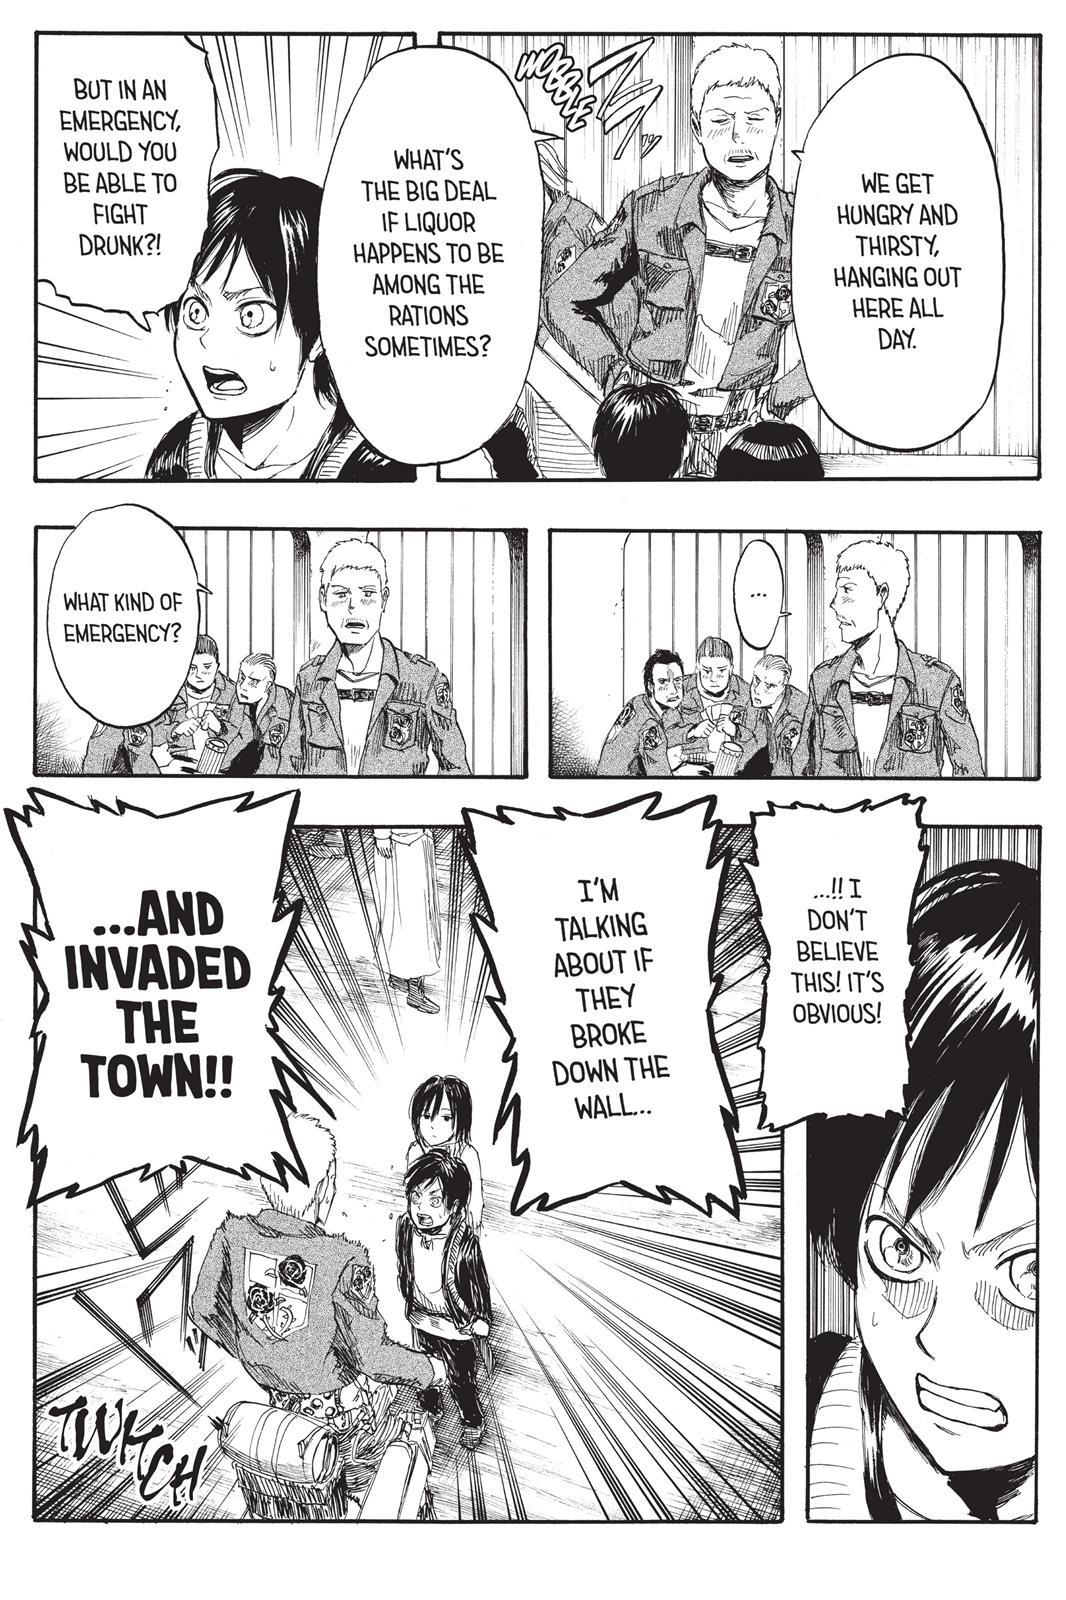 WE GET
HUNGRY AND
THIRSTY,
HANGING OUT
HERE ALL
DAY.
WHAT'S
THE BIG DEAL
IF LIQUOR
HAPPENS TO BE
AMONG THE
RATIONS
SOMETIMES?
WOBBLE
BUT IN AN
EMERGENCY,
WOULD YOU
BE ABLE TO
FIGHT
DRUNK?!
...
WHAT KIND OF
EMERGENCY?
...!! I
DON'T
BELIEVE
THIS! IT'S
OBVIOUS!
I'M
TALKING
ABOUT IF
THEY
BROKE
DOWN THE
WALL...
...AND
INVADED
THE
TOWN!!
TWITCH